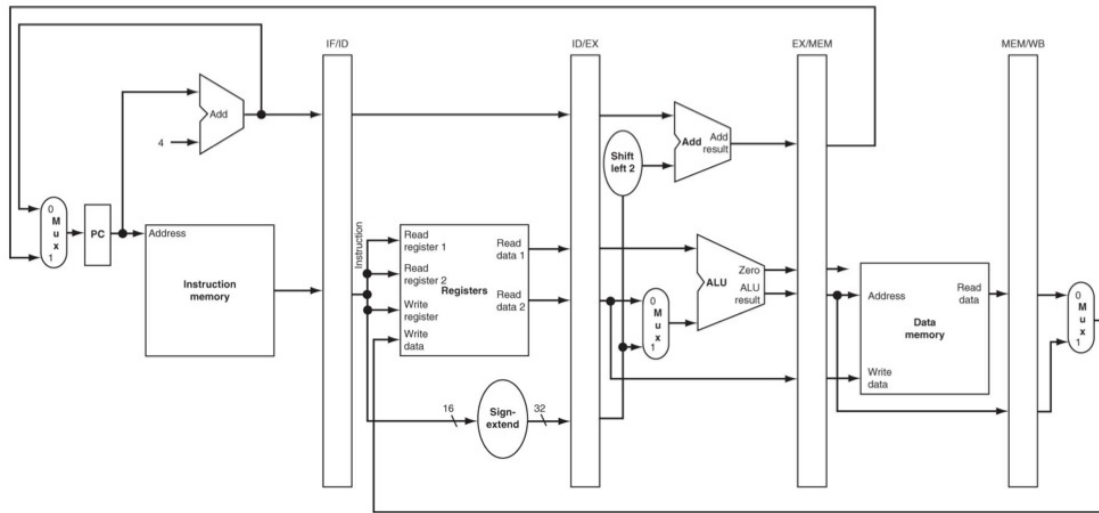 IF/ID
ID/EX
EX/MEM
MEM/WB
Add
4
Shift
left 2
Add
Add
result
0
M
u
x
1
PC
Address
Instruction
memory
Instruction
Read
register 1
Read
register 2
Write
register
Write
data
Registers
Read
data 1
Read
data 2
16
Sign-
extend
32
0
M
u
x
1
ALU
Zero
ALU
result
Address
Read
data
Data
memory
Write
data
0
M
u
x
1